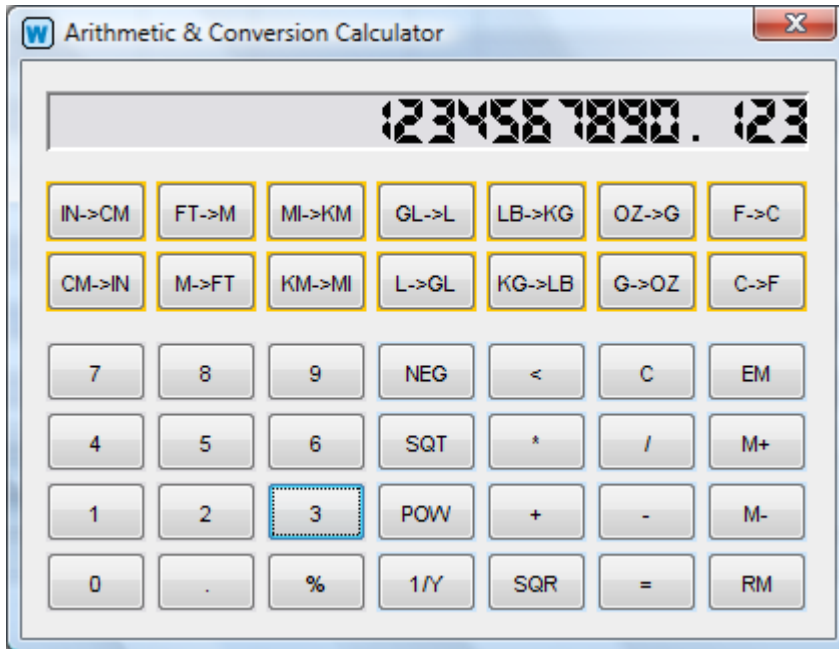 W Arithmetic & Conversion Calculator X
1234567890.123
IN->CM FT->M MI->KM GL->L LB->KG OZ->G F->C
CM->IN M->FT KM->MI L->GL KG->LB G->OZ C->F
7 8 9 NEG < C EM
4 5 6 SQT * / M+
1 2 3 POW + - M-
0 . % 1/Y SQR = RM